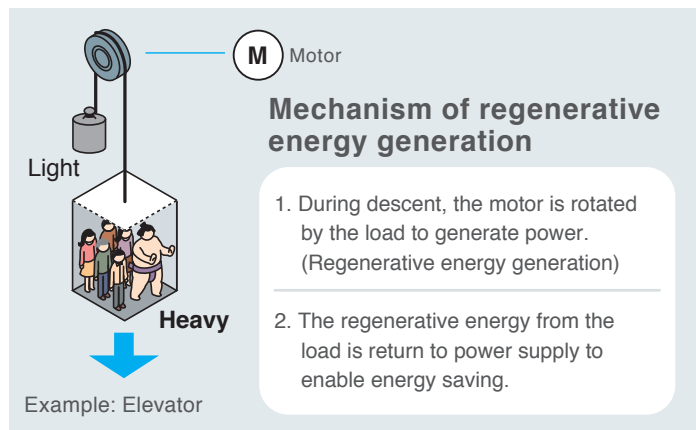 M Motor
Mechanism of regenerative
energy generation
Light
1. During descent, the motor is rotated
by the load to generate power.
(Regenerative energy generation)
Heavy
2. The regenerative energy from the
load is return to power supply to
enable energy saving.
Example: Elevator